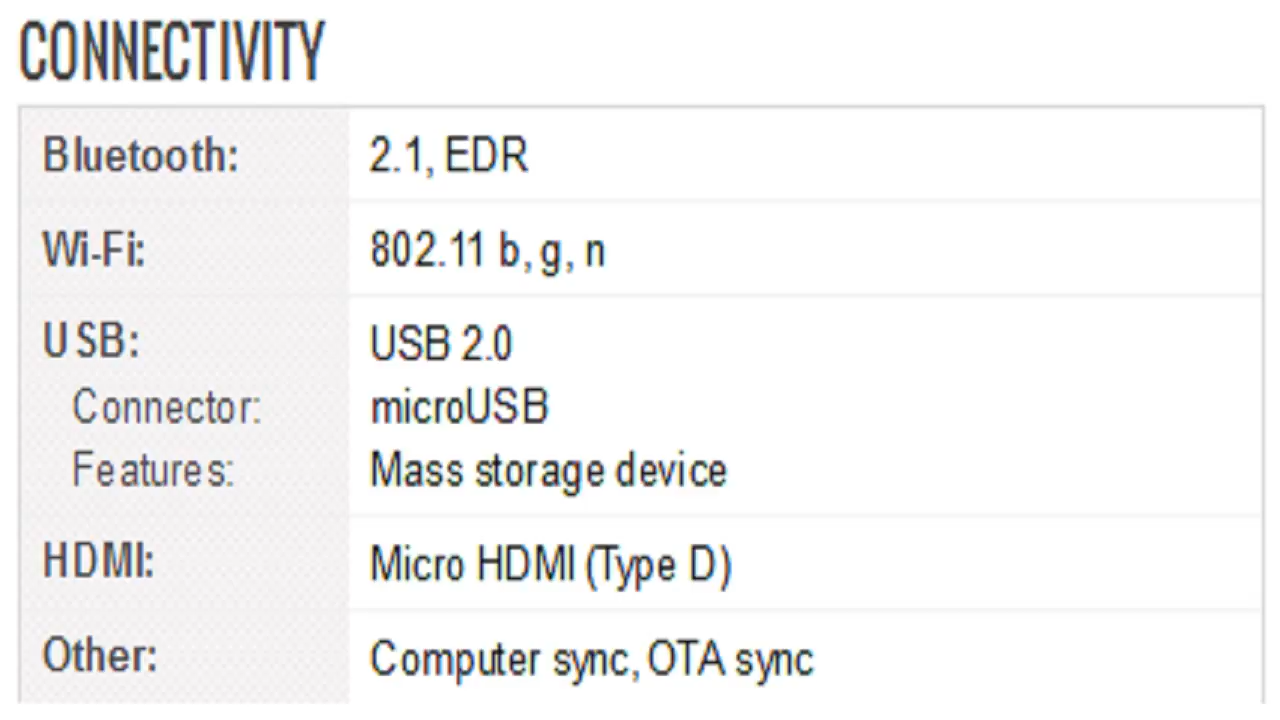 CONNECTIVITY
Bluetooth: 2.1, EDR
Wi-Fi: 802.11 b, g, n
USB: USB 2.0
Connector: microUSB
Features: Mass storage device
HDMI: Micro HDMI (Type D)
Other: Computer sync, OTA sync